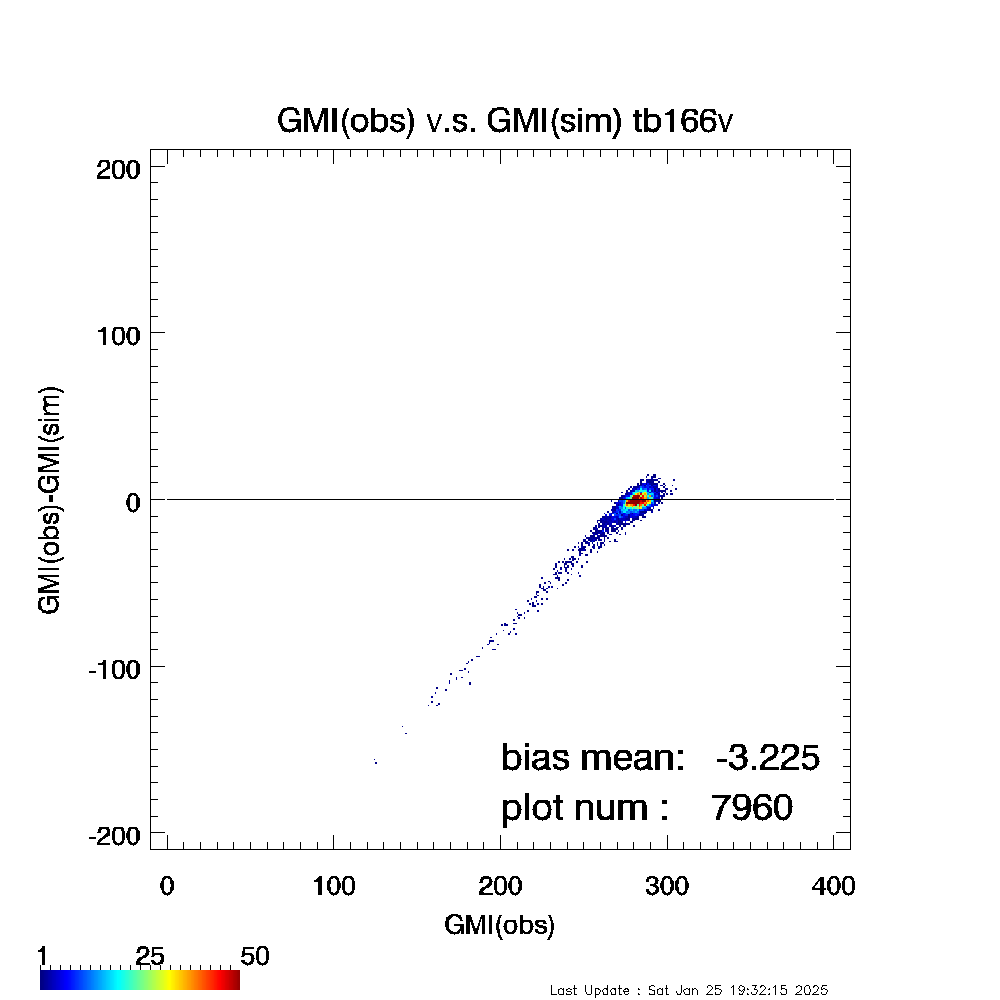 GMI(obs) v.s. GMI(sim) tb166v
200
100
0
-100
-200
GMI(obs)-GMI(sim)
bias mean: -3.225
plot num : 7960
0 100 200 300 400
GMI(obs)
1 25 50
Last Update : Sat Jan 25 19:32:15 2025